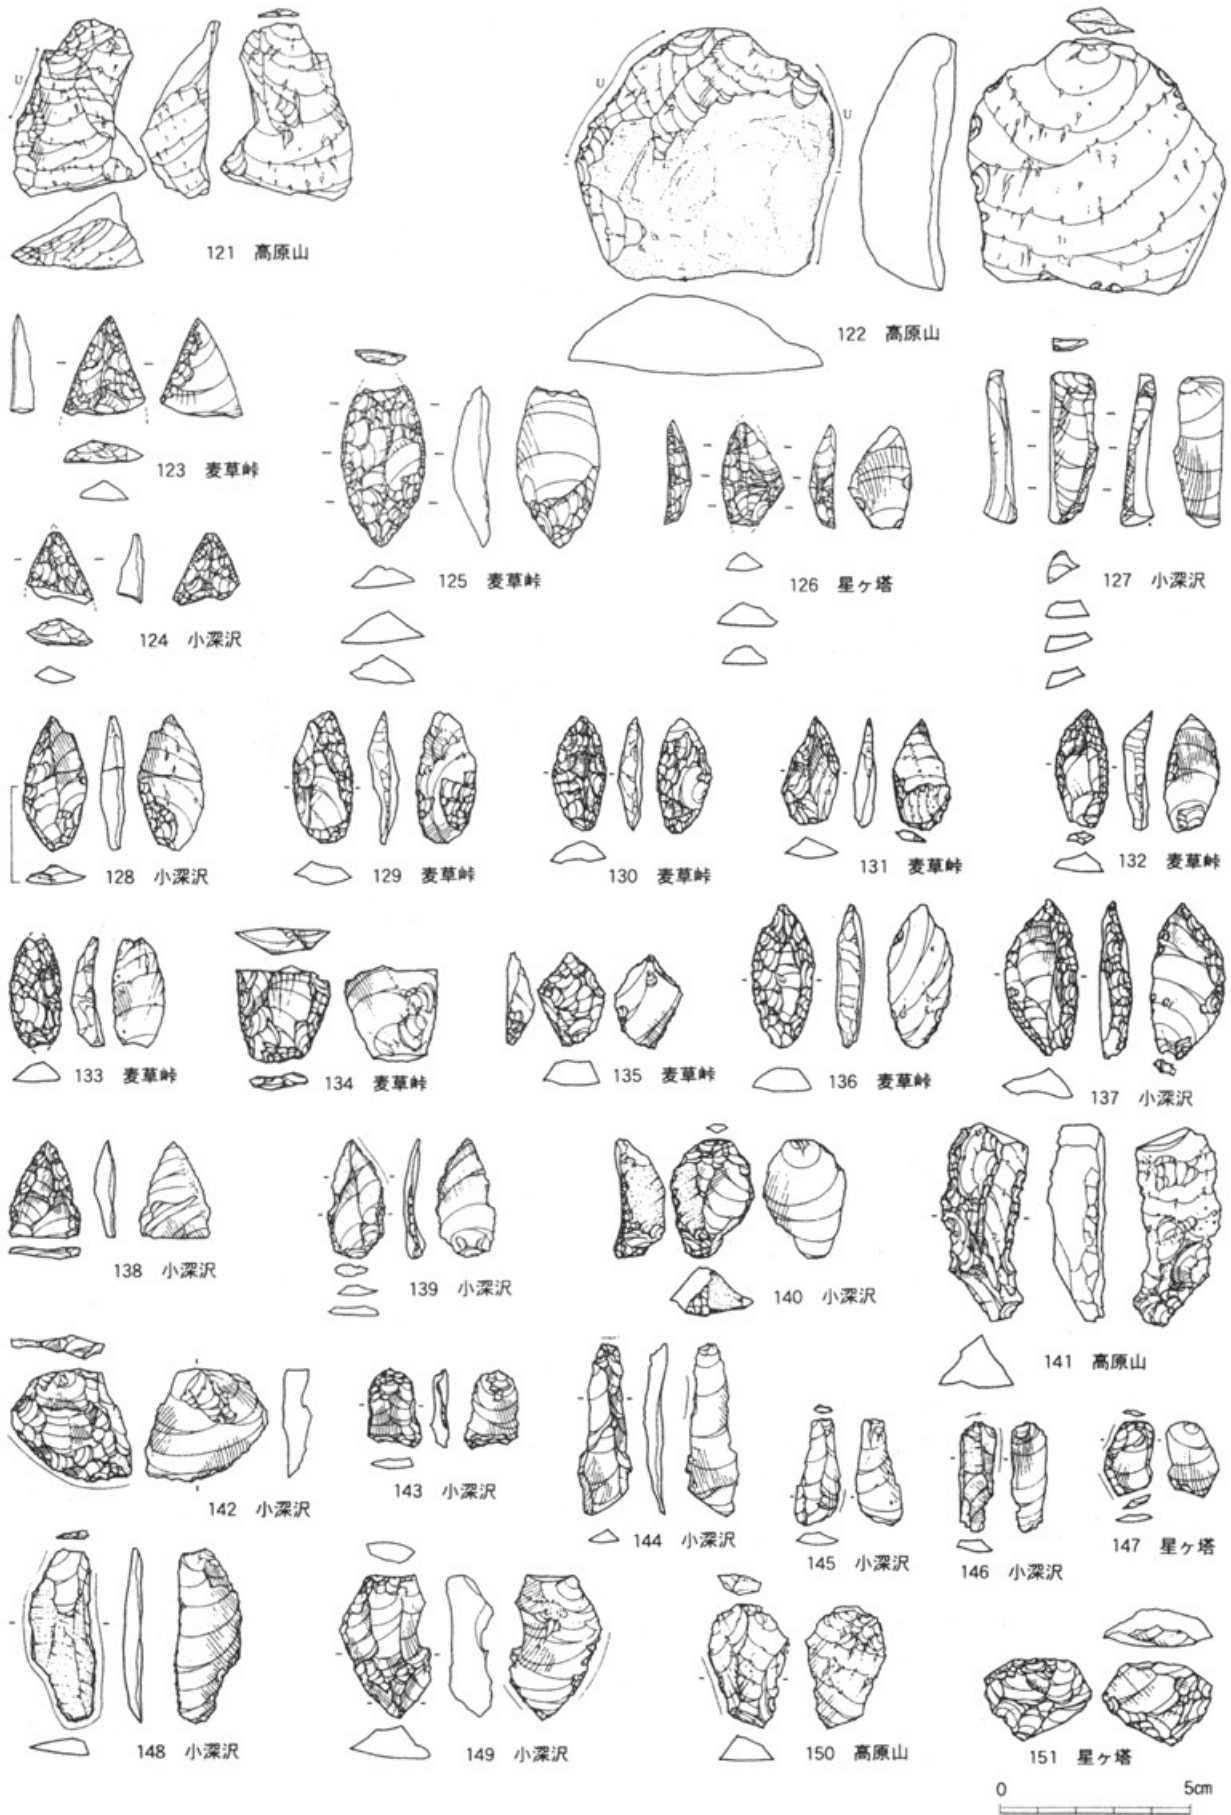 U
U
U
121 高原山
122 高原山
123 麦草峠
124 小深沢
125 麦草峠
126 星ヶ塔
127 小深沢
128 小深沢
129 麦草峠
130 麦草峠
131 麦草峠
132 麦草峠
133 麦草峠
134 麦草峠
135 麦草峠
136 麦草峠
137 小深沢
138 小深沢
139 小深沢
140 小深沢
141 高原山
142 小深沢
143 小深沢
144 小深沢
145 小深沢
146 小深沢
147 星ヶ塔
148 小深沢
149 小深沢
150 高原山
151 星ヶ塔
0 5cm